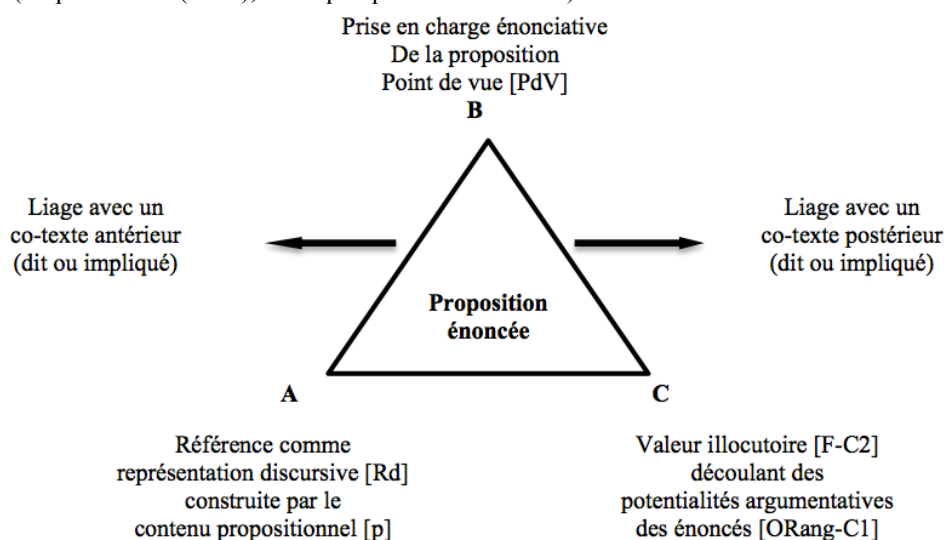 Prise en charge énonciative
De la proposition
Point de vue [PdV]
B
Liage avec un
co-texte antérieur
(dit ou impliqué)
Liage avec un
co-texte postérieur
(dit ou impliqué)
Proposition
énoncée
A
C
Référence comme
représentation discursive [Rd]
construite par le
contenu propositionnel [p]
Valeur illocutoire [F-C2]
découlant des
potentialités argumentatives
des énoncés [ORang-C1]